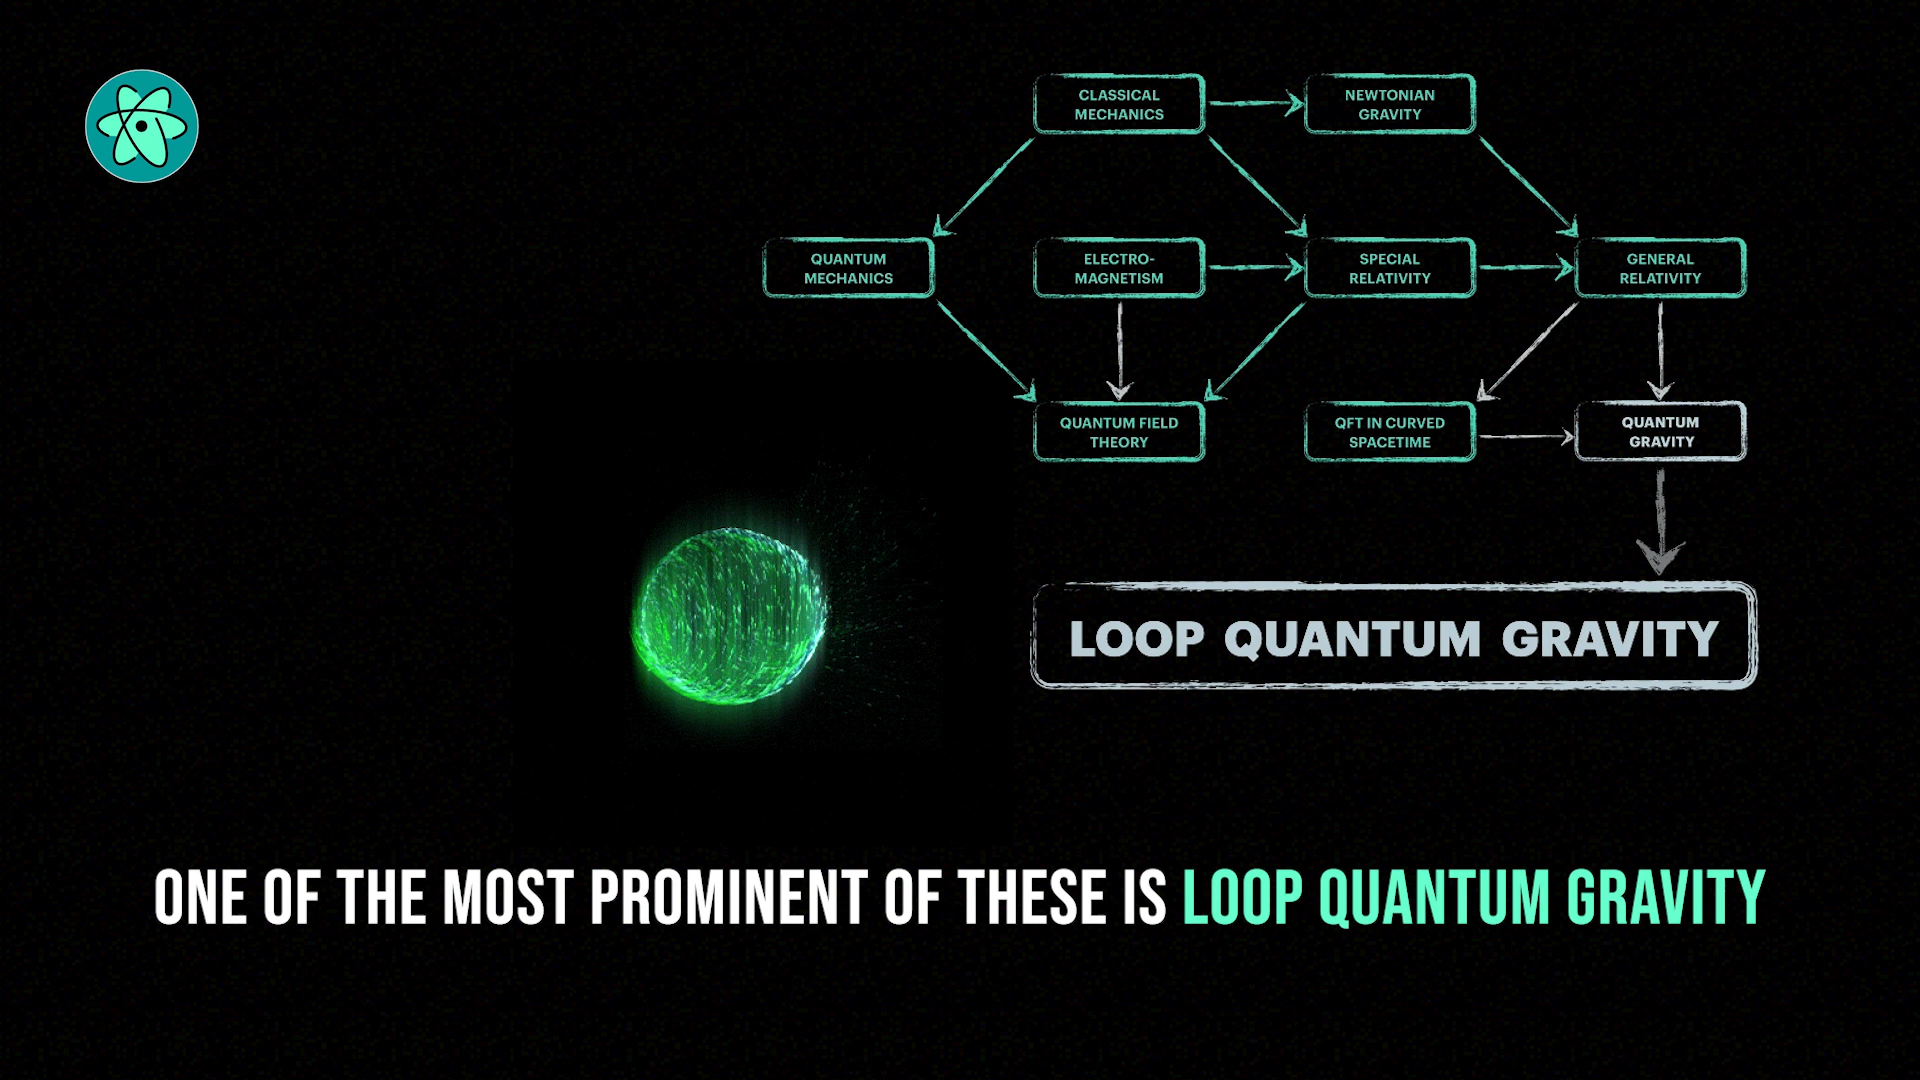 CLASSICAL
MECHANICS
NEWTONIAN
GRAVITY
QUANTUM
MECHANICS
ELECTRO-
MAGNETISM
SPECIAL
RELATIVITY
GENERAL
RELATIVITY
QUANTUM FIELD
THEORY
QFT IN CURVED
SPACETIME
QUANTUM
GRAVITY
LOOP QUANTUM GRAVITY
ONE OF THE MOST PROMINENT OF THESE IS LOOP QUANTUM GRAVITY